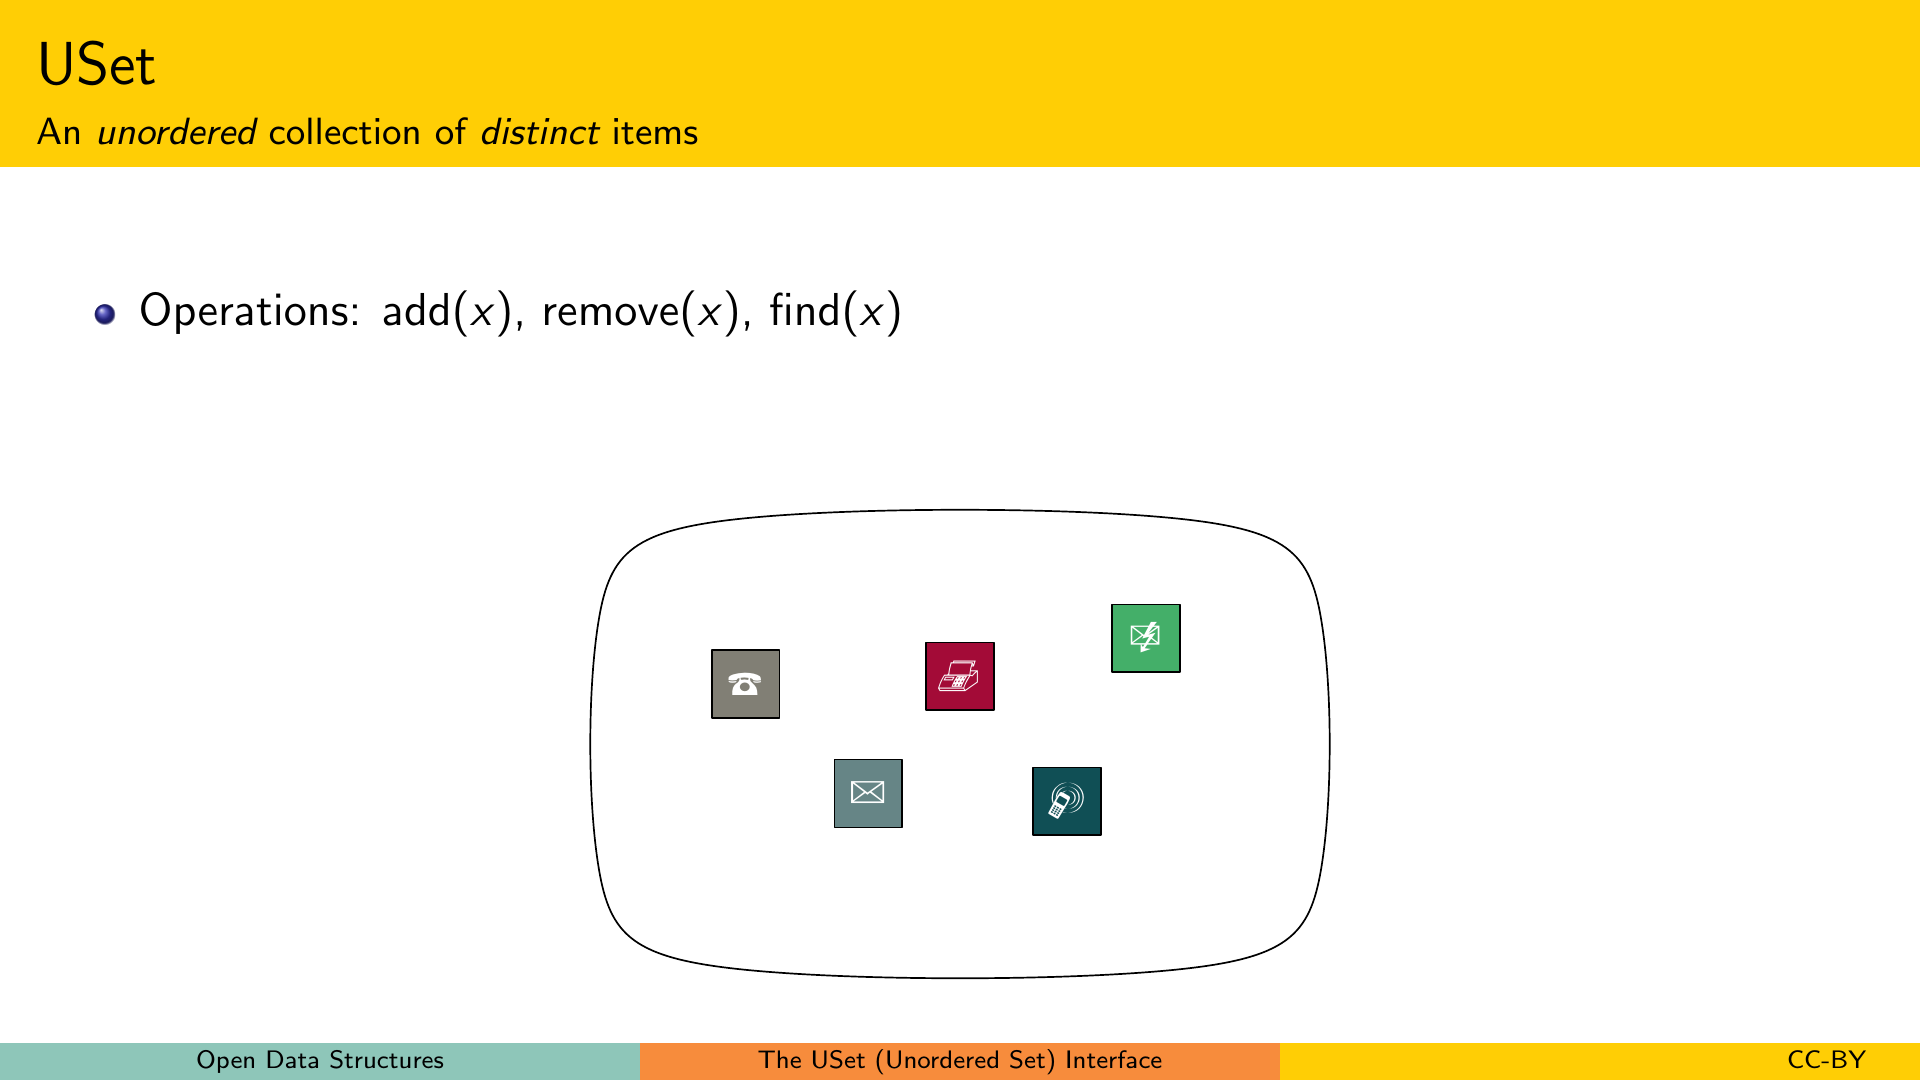 USet
An unordered collection of distinct items
Operations: add(x), remove(x), find(x)
Open Data Structures
The USet (Unordered Set) Interface
CC-BY